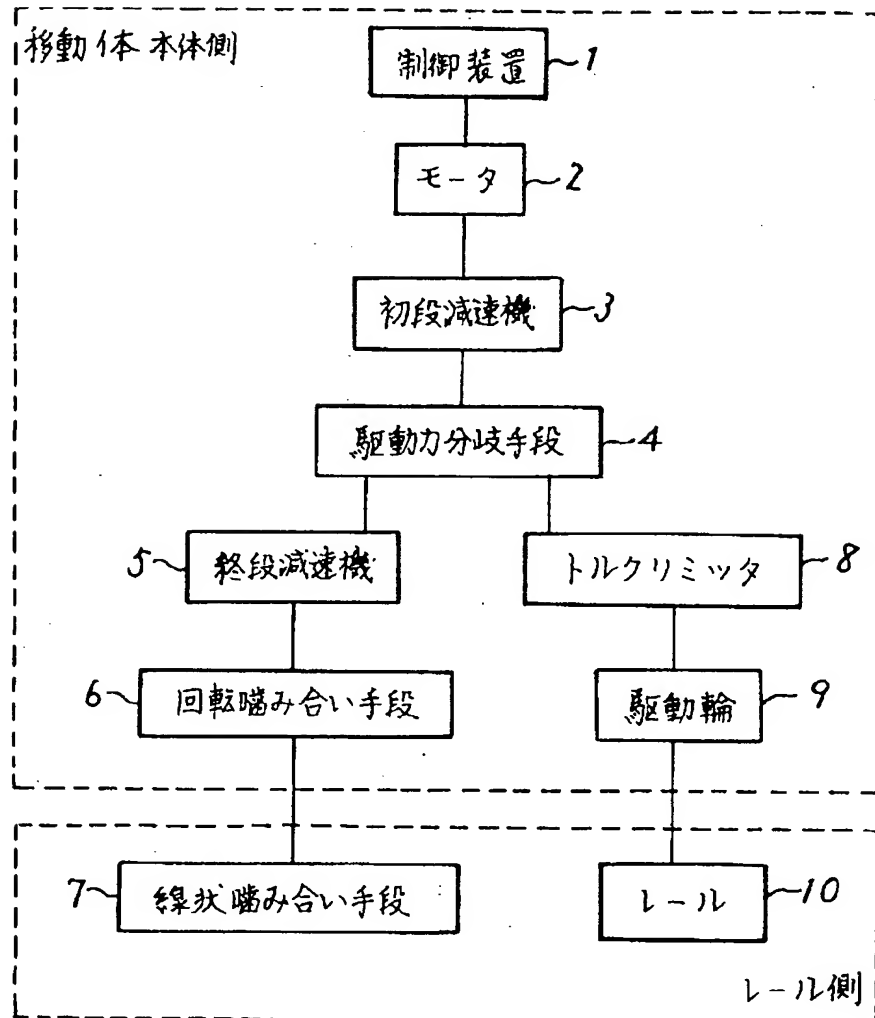 移動体本体側
制御装置 1
モータ 2
初段減速機 3
駆動力分岐手段 4
5 終段減速機
トルクリミッタ 8
6 回転噛み合い手段
駆動輪 9
7 線状噛み合い手段
レール 10
レール側